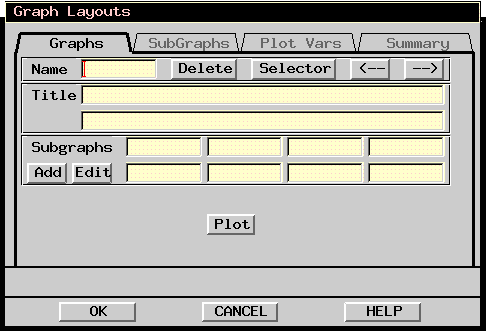 Graph Layouts
Graphs SubGraphs Plot Vars Summary
Name Delete Selector <-- -->
Title
Subgraphs
Add Edit
Plot
OK CANCEL HELP